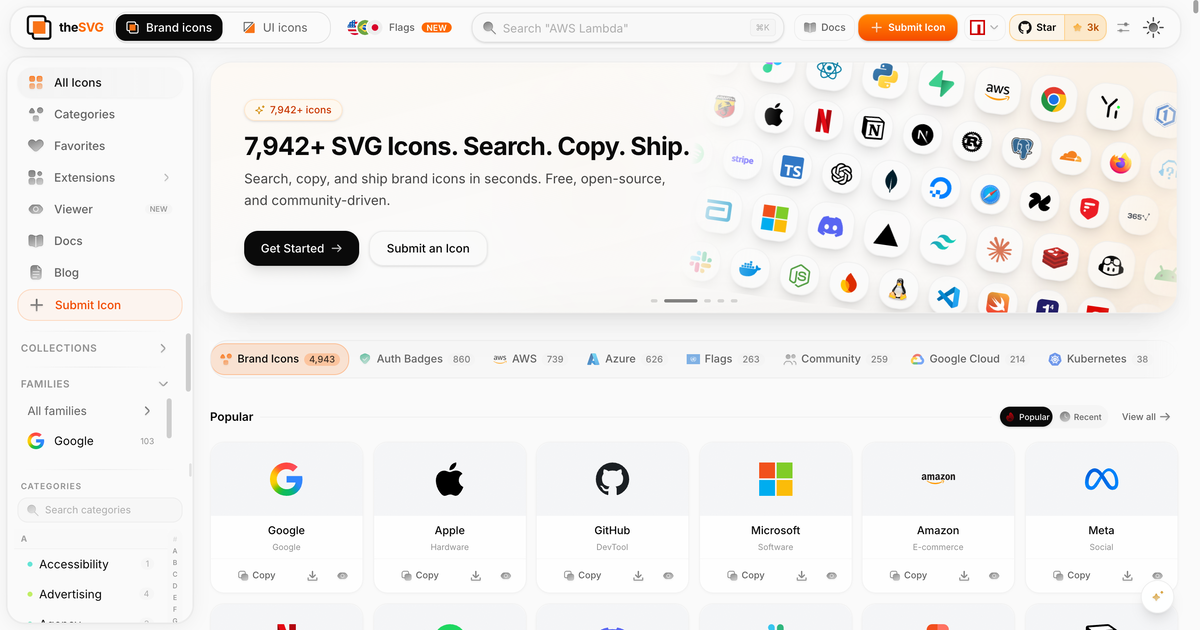 theSVG
Brand icons
UI icons
Flags NEW
Search "AWS Lambda"
⌘K
Docs
+ Submit Icon
Star
3k
All Icons
Categories
Favorites
Extensions
Viewer NEW
Docs
Blog
+ Submit Icon
COLLECTIONS
FAMILIES
All families
Google 103
CATEGORIES
Search categories
A
Accessibility 1
Advertising 4
#
A
B
C
D
E
F
G
7,942+ icons
7,942+ SVG Icons. Search. Copy. Ship.
Search, copy, and ship brand icons in seconds. Free, open-source,
and community-driven.
Get Started →
Submit an Icon
aws
stripe
TS
365
Brand Icons 4,943
Auth Badges 860
aws AWS 739
Azure 626
Flags 263
Community 259
Google Cloud 214
Kubernetes 38
Popular
Popular
Recent
View all →
amazon
Google
Google
Copy
Apple
Hardware
Copy
GitHub
DevTool
Copy
Microsoft
Software
Copy
Amazon
E-commerce
Copy
Meta
Social
Copy